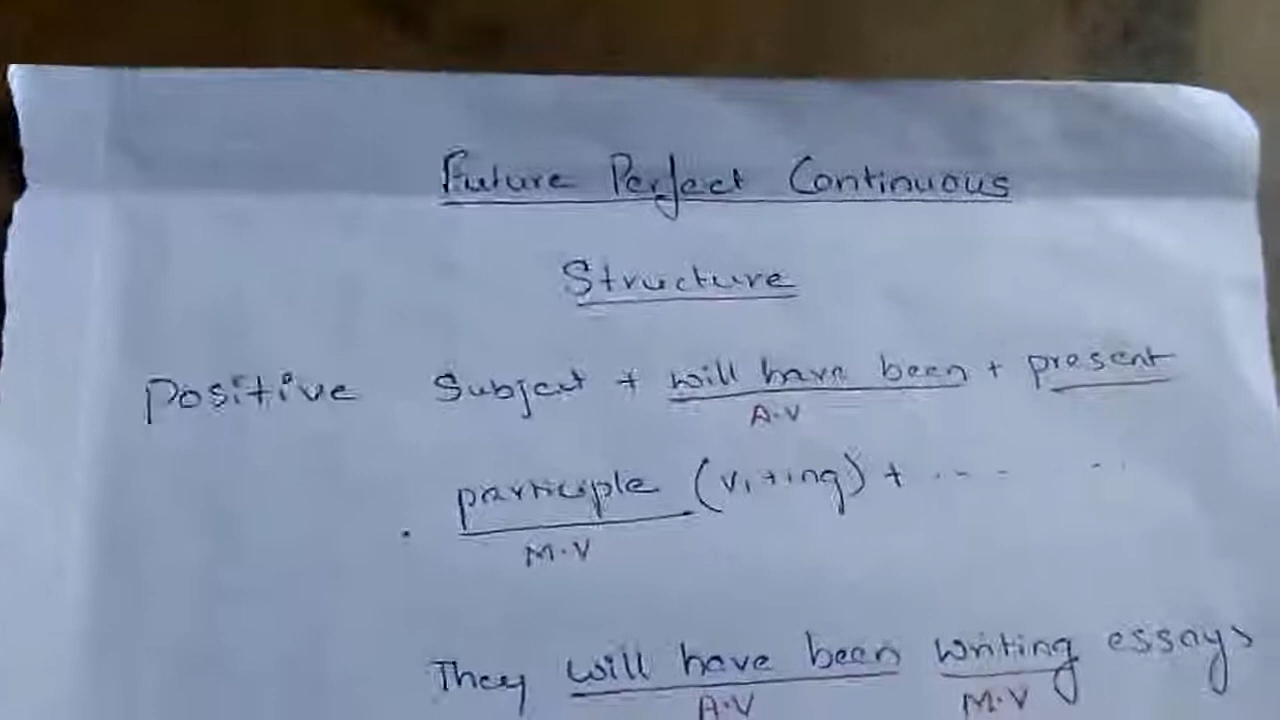 Future Perfect Continuous
Structure
Positive Subject + will have been + present
A.V
participle (V1+ing) + .... ...
M.V
They will have been writing essays
A.V M.V